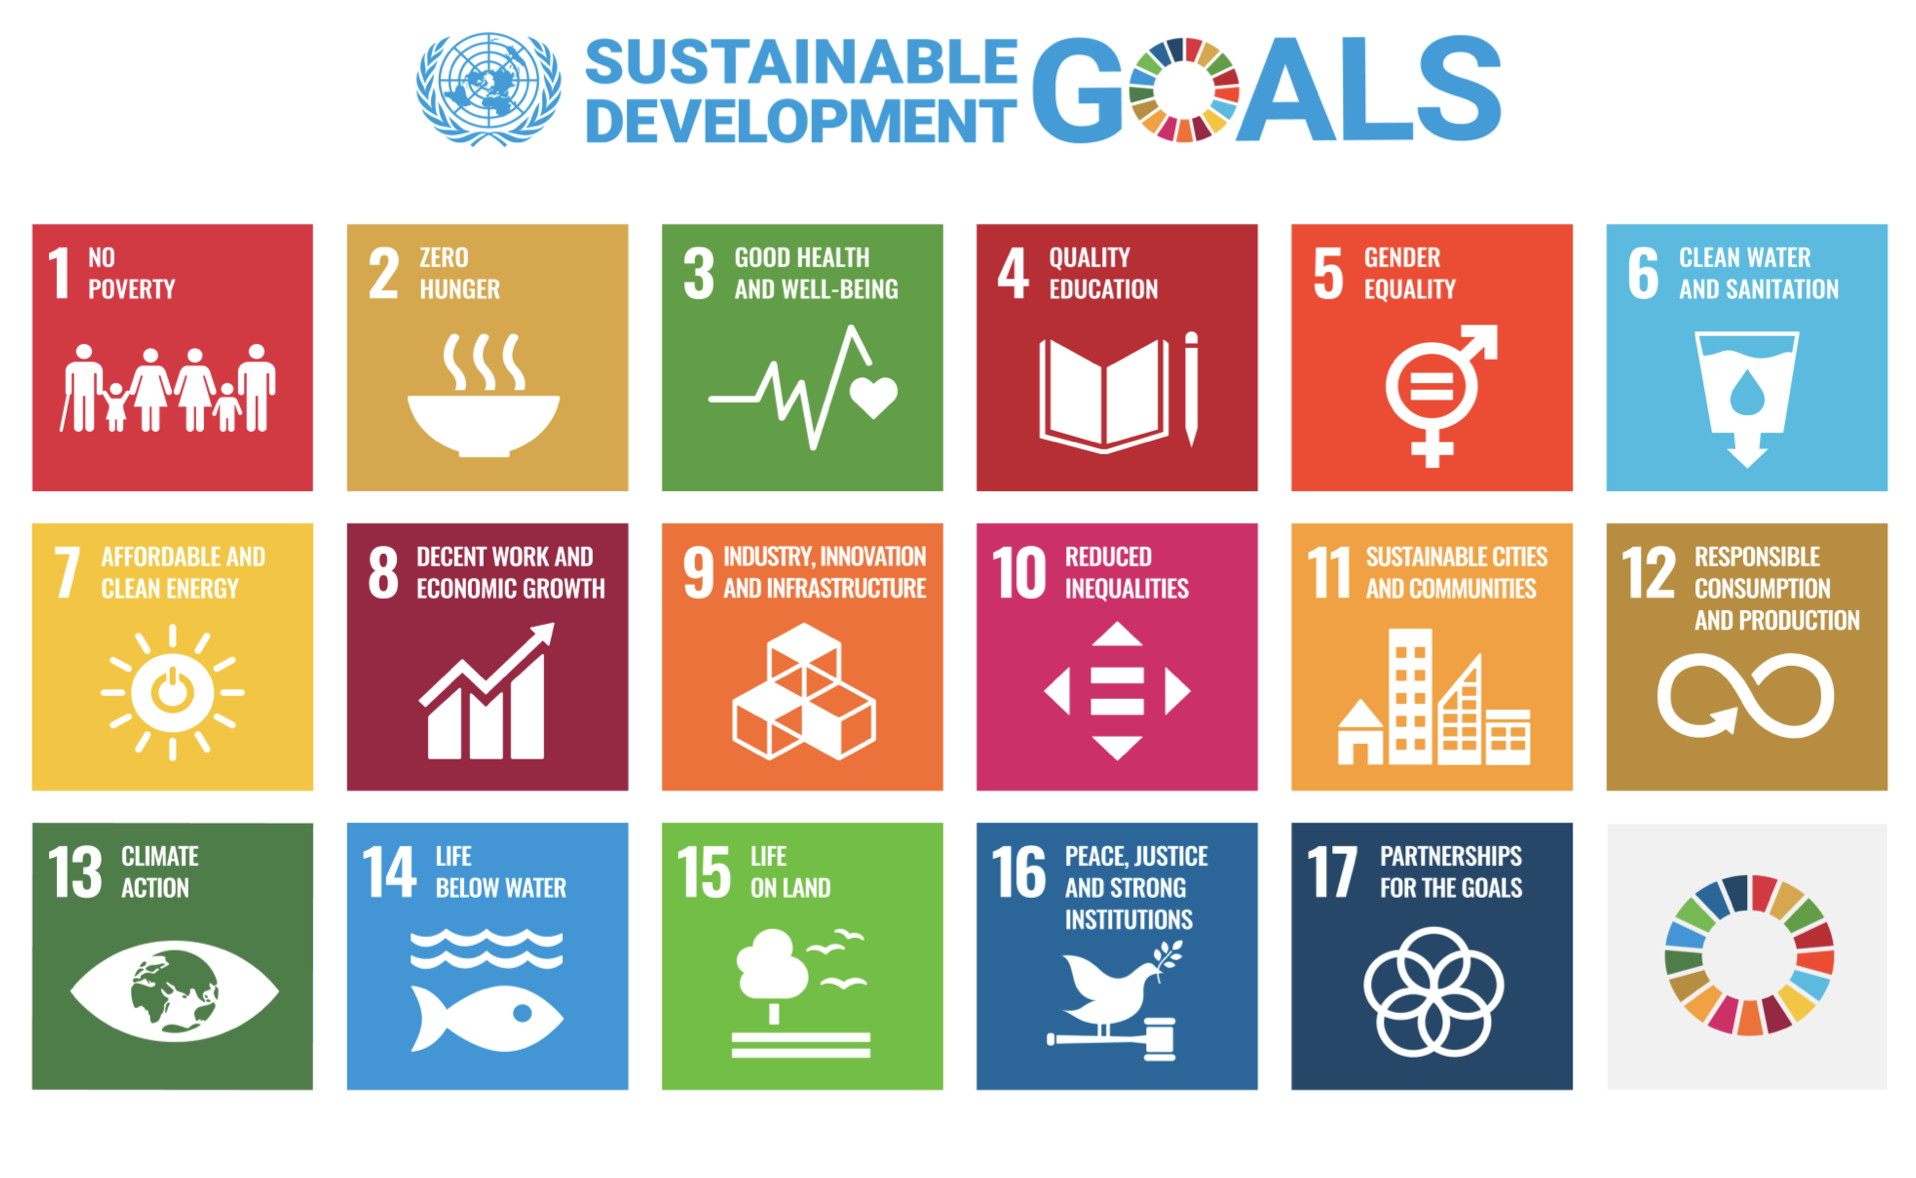 SUSTAINABLE
DEVELOPMENT
GOALS
1 NO
POVERTY
2 ZERO
HUNGER
3 GOOD HEALTH
AND WELL-BEING
4 QUALITY
EDUCATION
5 GENDER
EQUALITY
6 CLEAN WATER
AND SANITATION
7 AFFORDABLE AND
CLEAN ENERGY
8 DECENT WORK AND
ECONOMIC GROWTH
9 INDUSTRY, INNOVATION
AND INFRASTRUCTURE
10 REDUCED
INEQUALITIES
11 SUSTAINABLE CITIES
AND COMMUNITIES
12 RESPONSIBLE
CONSUMPTION
AND PRODUCTION
13 CLIMATE
ACTION
14 LIFE
BELOW WATER
15 LIFE
ON LAND
16 PEACE, JUSTICE
AND STRONG
INSTITUTIONS
17 PARTNERSHIPS
FOR THE GOALS